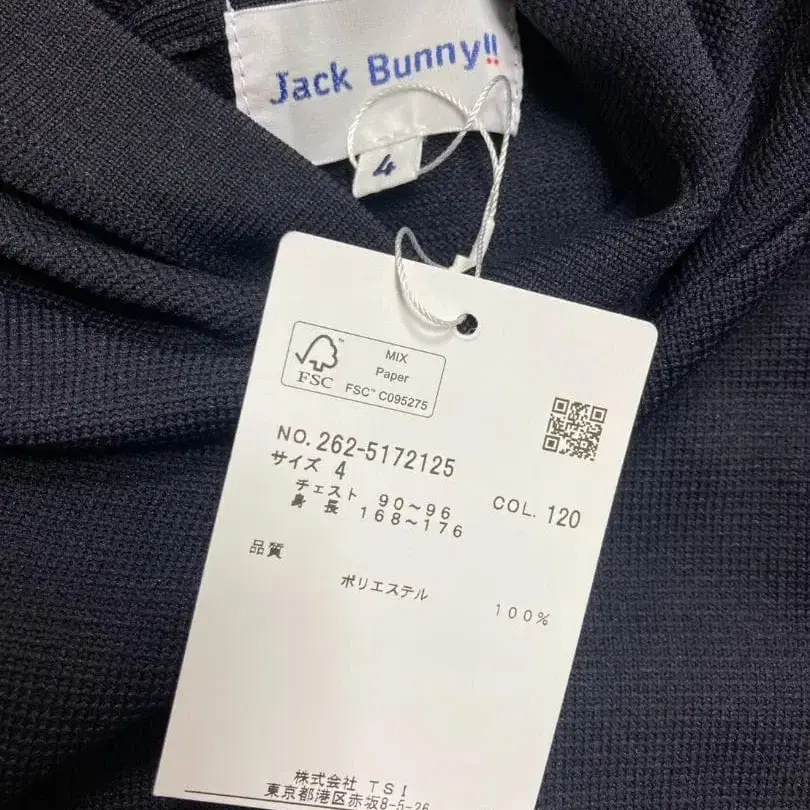 Jack Bunny!!
4
FSC™
MIX
Paper
FSC™ C095275
NO. 262-5172125
サイズ 4
COL. 120
チェスト 90~96
身長 168~176
品質
ポリエステル 100%
株式会社 TSI
東京都港区赤坂8-5-26